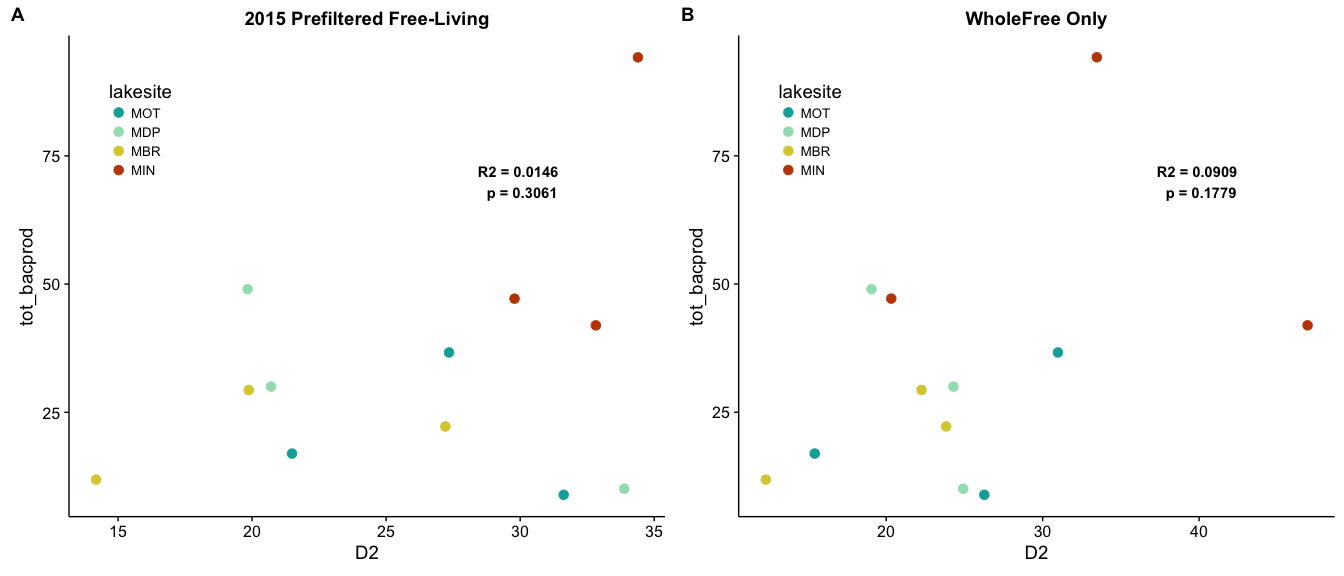 A
2015 Prefiltered Free-Living
lakesite
MOT
MDP
MBR
MIN
R2 = 0.0146
p = 0.3061
75
50
25
tot_bacprod
15
20
25
30
35
D2
B
WholeFree Only
lakesite
MOT
MDP
MBR
MIN
R2 = 0.0909
p = 0.1779
75
50
25
tot_bacprod
20
30
40
D2